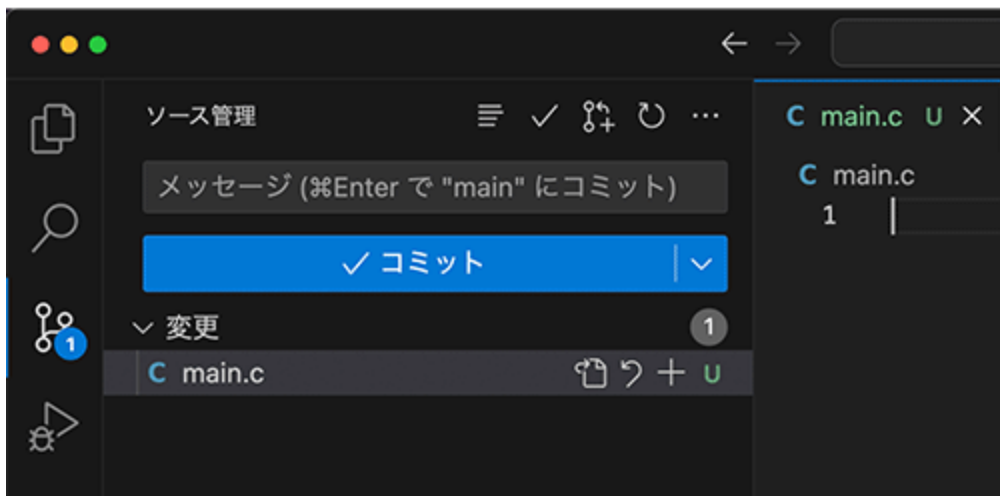 ソース管理
メッセージ (⌘Enter で "main" にコミット)
コミット
変更 1
C main.c U
1
C main.c U
C main.c
1